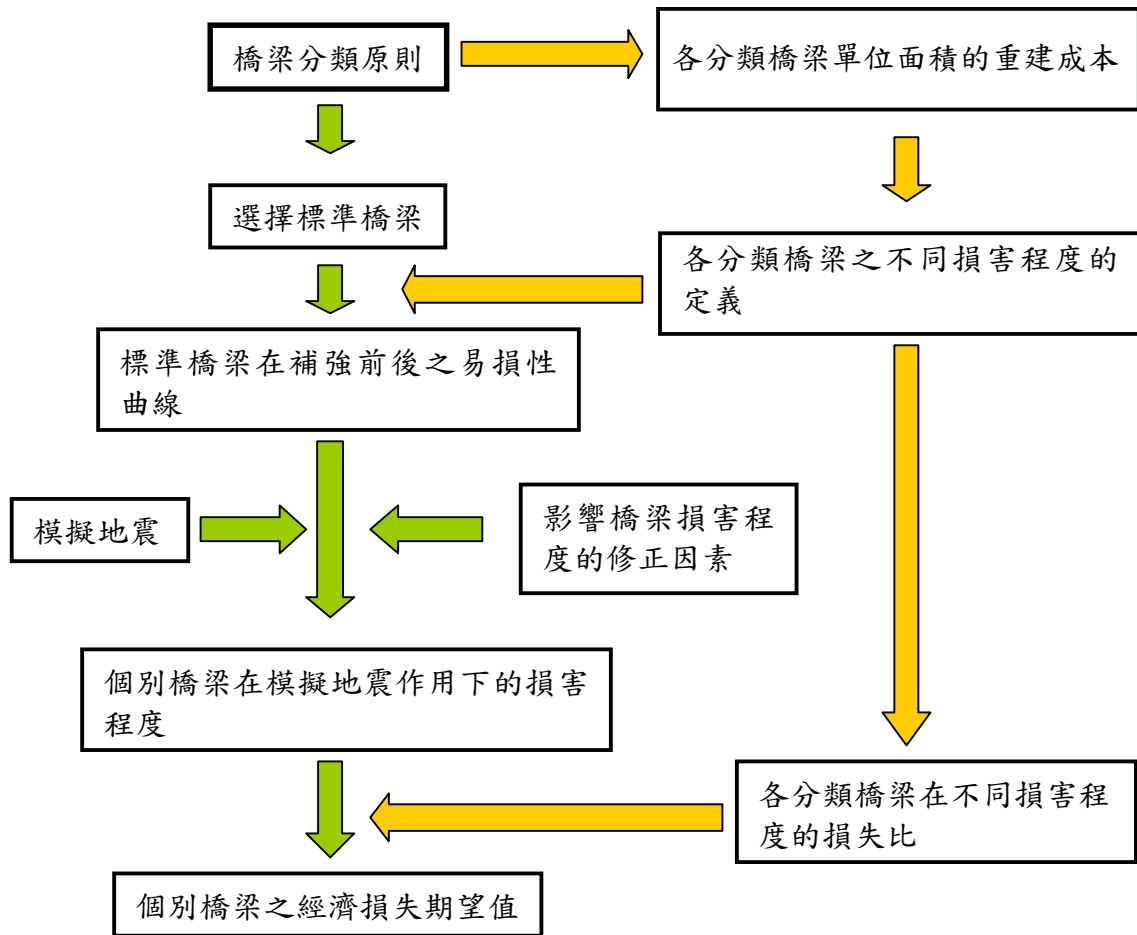 橋梁分類原則
各分類橋梁單位面積的重建成本
選擇標準橋梁
各分類橋梁之不同損害程度的
定義
標準橋梁在補強前後之易損性
曲線
模擬地震
影響橋梁損害程
度的修正因素
個別橋梁在模擬地震作用下的損害
程度
各分類橋梁在不同損害程
度的損失比
個別橋梁之經濟損失期望值